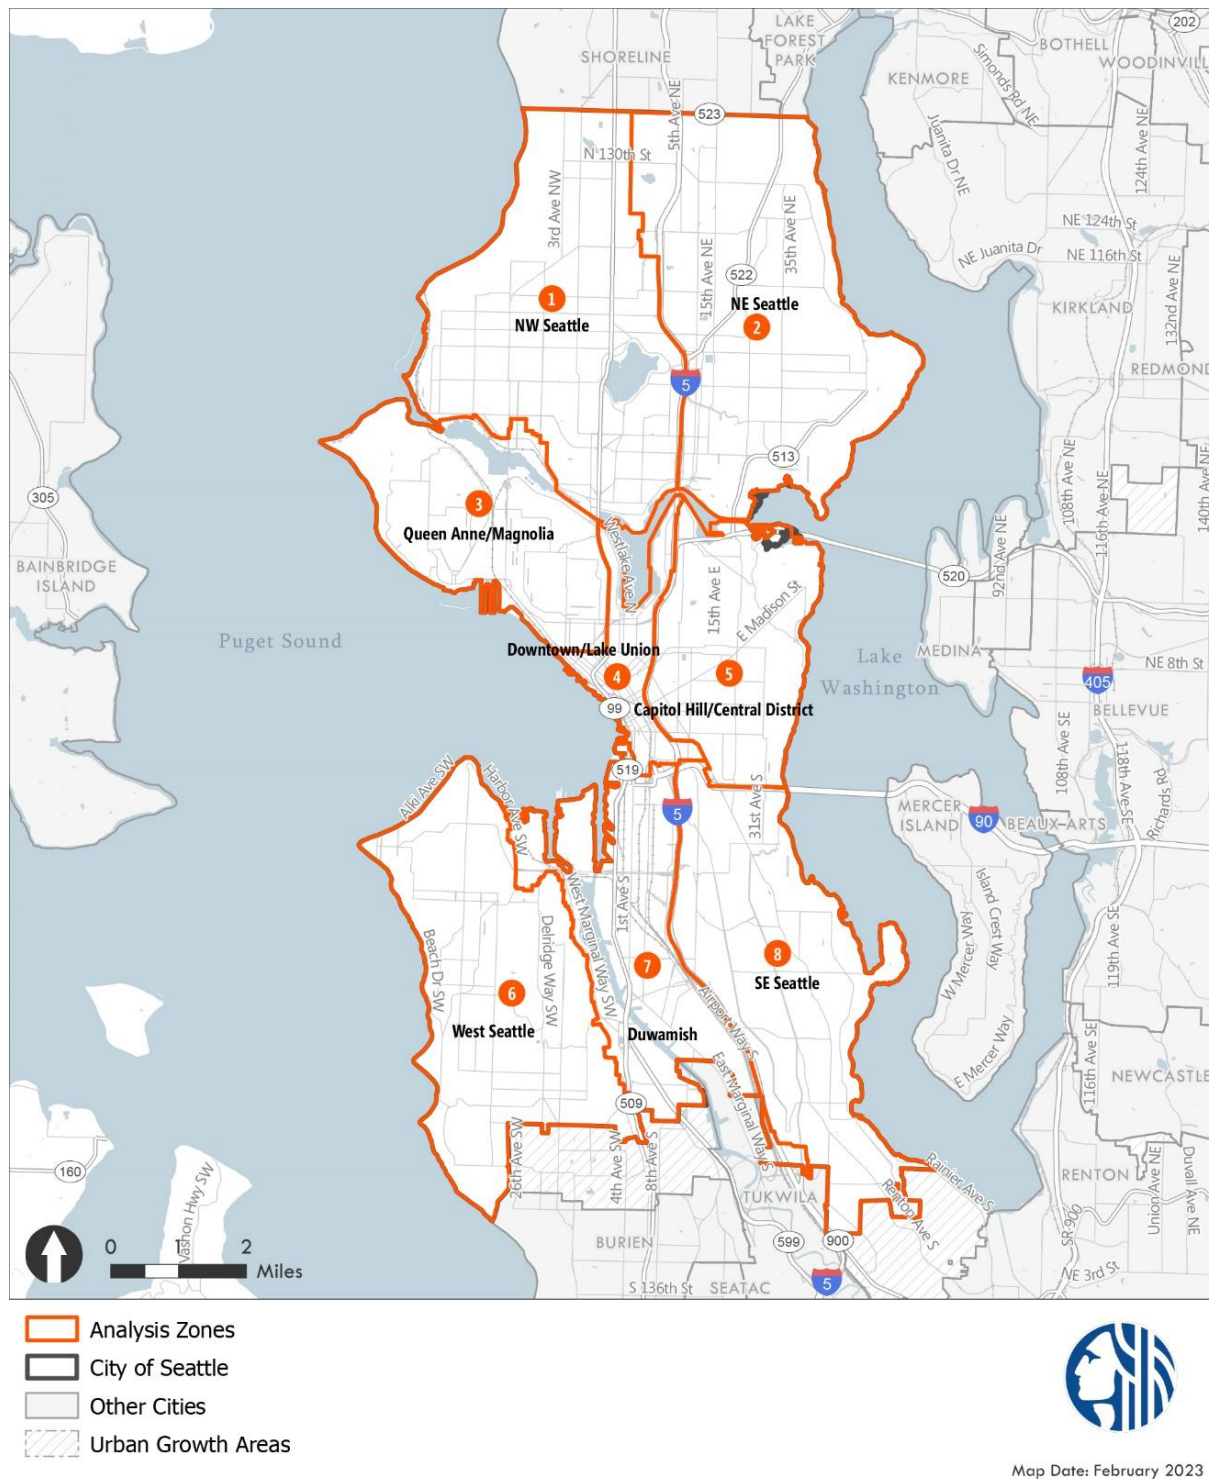 SHORELINE
LAKE
FOREST
PARK
202
BOTHELL
WOODINVILL
KENMORE
Simonds Rd NE
Juanita Dr NE
124th Ave NE
523
5th Ave NE
N 130th St
3rd Ave NW
35th Ave NE
15th Ave NE
522
NE 124th St
NE Juanita Dr
NE 116th St
KIRKLAND
132nd Ave NE
REDMOND
1
NW Seattle
NE Seattle
2
5
513
305
BAINBRIDGE
ISLAND
3
Queen Anne/Magnolia
Westlake Ave N
108th Ave NE
116th Ave NE
140th Ave NE
92nd Ave NE
520
15th Ave E
E Madison St
Puget Sound
Downtown/Lake Union
4
5
Capitol Hill/Central District
99
Lake
Washington
MEDINA
NE 8th St
405
BELLEVUE
108th Ave SE
118th Ave SE
Richards Rd
519
5
31st Ave S
Alki Ave SW
Harbor Ave SW
MERCER
ISLAND
90
BEAUX-ARTS
West Marginal Way SW
1st Ave S
Delridge Way SW
Beach Dr SW
6
West Seattle
7
Duwamish
8
SE Seattle
Airport Way S
East Marginal Way S
Island Crest Way
W Mercer Way
E Mercer Way
119th Ave SE
116th Ave SE
NEWCASTLE
509
26th Ave SW
4th Ave SW
8th Ave S
160
Vashon Hwy SW
TUKWILA
Rainier Ave S
Renton Ave S
RENTON
Union Ave NE
Duvall Ave NE
SR 900
NE 3rd St
BURIEN
599
900
5
S 136th St
SEATAC
0 1 2
Miles
Analysis Zones
City of Seattle
Other Cities
Urban Growth Areas
Map Date: February 2023